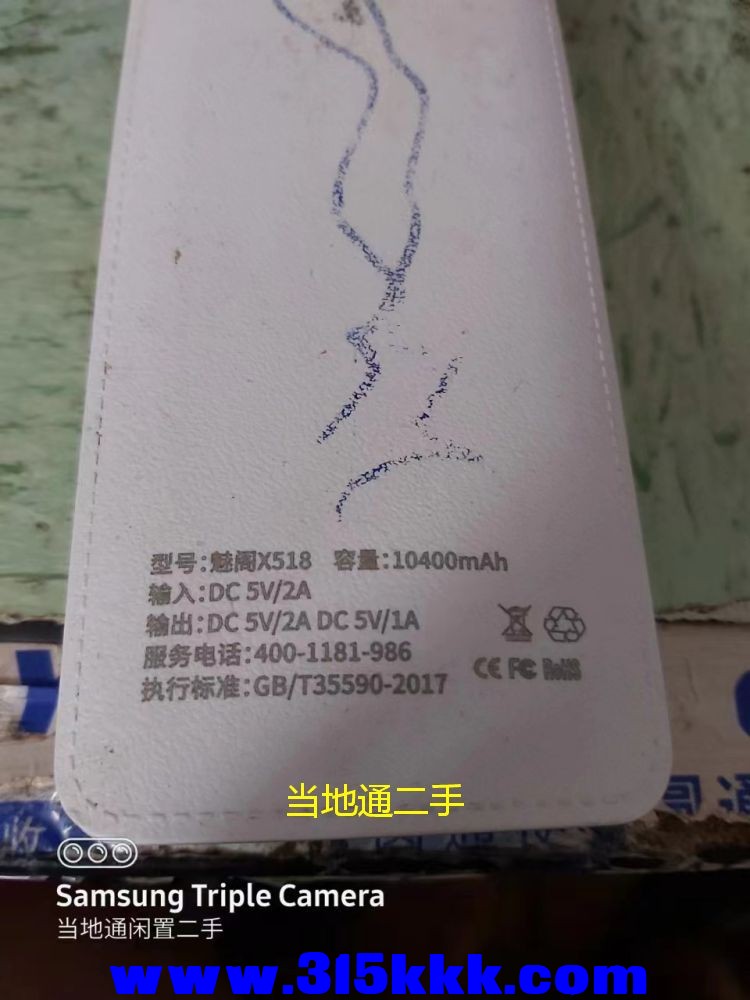 型号:魅阁X518 容量:10400mAh
输入:DC 5V/2A
输出:DC 5V/2A DC 5V/1A
服务电话:400-1181-986
执行标准:GB/T35590-2017
CE FC RoHS
当地通二手
收
Samsung Triple Camera
当地通闲置二手
www.315kkk.com